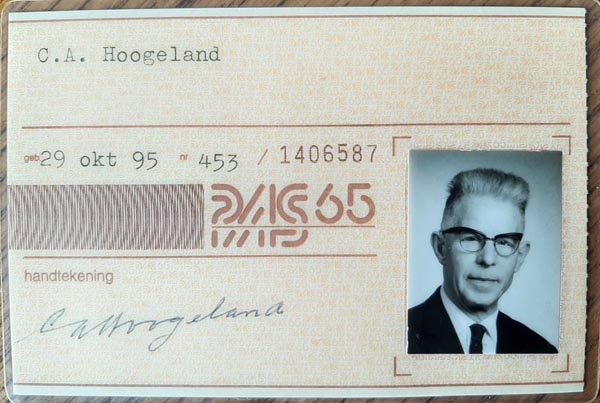 C.A. Hoogeland
geb. 29 okt 95 nr 453 / 1406587
PAS 65
handtekening
CAHoogeland